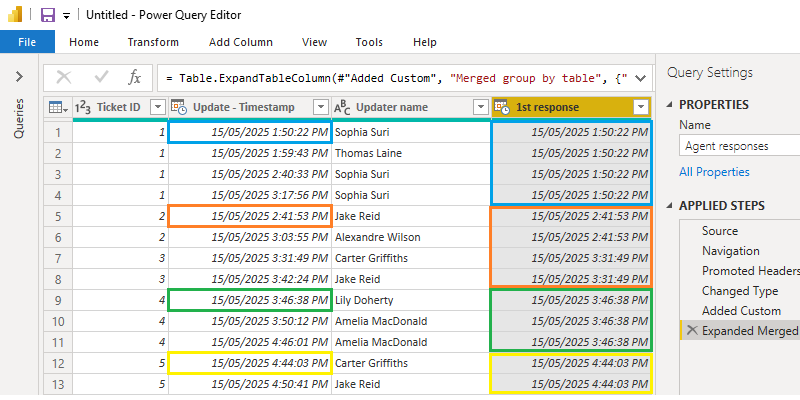 Untitled - Power Query Editor
File Home Transform Add Column View Tools Help
Queries
fx = Table.ExpandTableColumn(#"Added Custom", "Merged group by table", {"
1²3 Ticket ID Update - Timestamp ABC Updater name 1st response
1 1 15/05/2025 1:50:22 PM Sophia Suri 15/05/2025 1:50:22 PM
2 1 15/05/2025 1:59:43 PM Thomas Laine 15/05/2025 1:50:22 PM
3 1 15/05/2025 2:40:33 PM Sophia Suri 15/05/2025 1:50:22 PM
4 1 15/05/2025 3:17:56 PM Sophia Suri 15/05/2025 1:50:22 PM
5 2 15/05/2025 2:41:53 PM Jake Reid 15/05/2025 2:41:53 PM
6 2 15/05/2025 3:03:55 PM Alexandre Wilson 15/05/2025 2:41:53 PM
7 3 15/05/2025 3:31:49 PM Carter Griffiths 15/05/2025 3:31:49 PM
8 3 15/05/2025 3:42:24 PM Jake Reid 15/05/2025 3:31:49 PM
9 4 15/05/2025 3:46:38 PM Lily Doherty 15/05/2025 3:46:38 PM
10 4 15/05/2025 3:50:12 PM Amelia MacDonald 15/05/2025 3:46:38 PM
11 4 15/05/2025 4:46:01 PM Amelia MacDonald 15/05/2025 3:46:38 PM
12 5 15/05/2025 4:44:03 PM Carter Griffiths 15/05/2025 4:44:03 PM
13 5 15/05/2025 4:50:41 PM Jake Reid 15/05/2025 4:44:03 PM
Query Settings
PROPERTIES
Name
Agent responses
All Properties
APPLIED STEPS
Source
Navigation
Promoted Headers
Changed Type
Added Custom
Expanded Merged